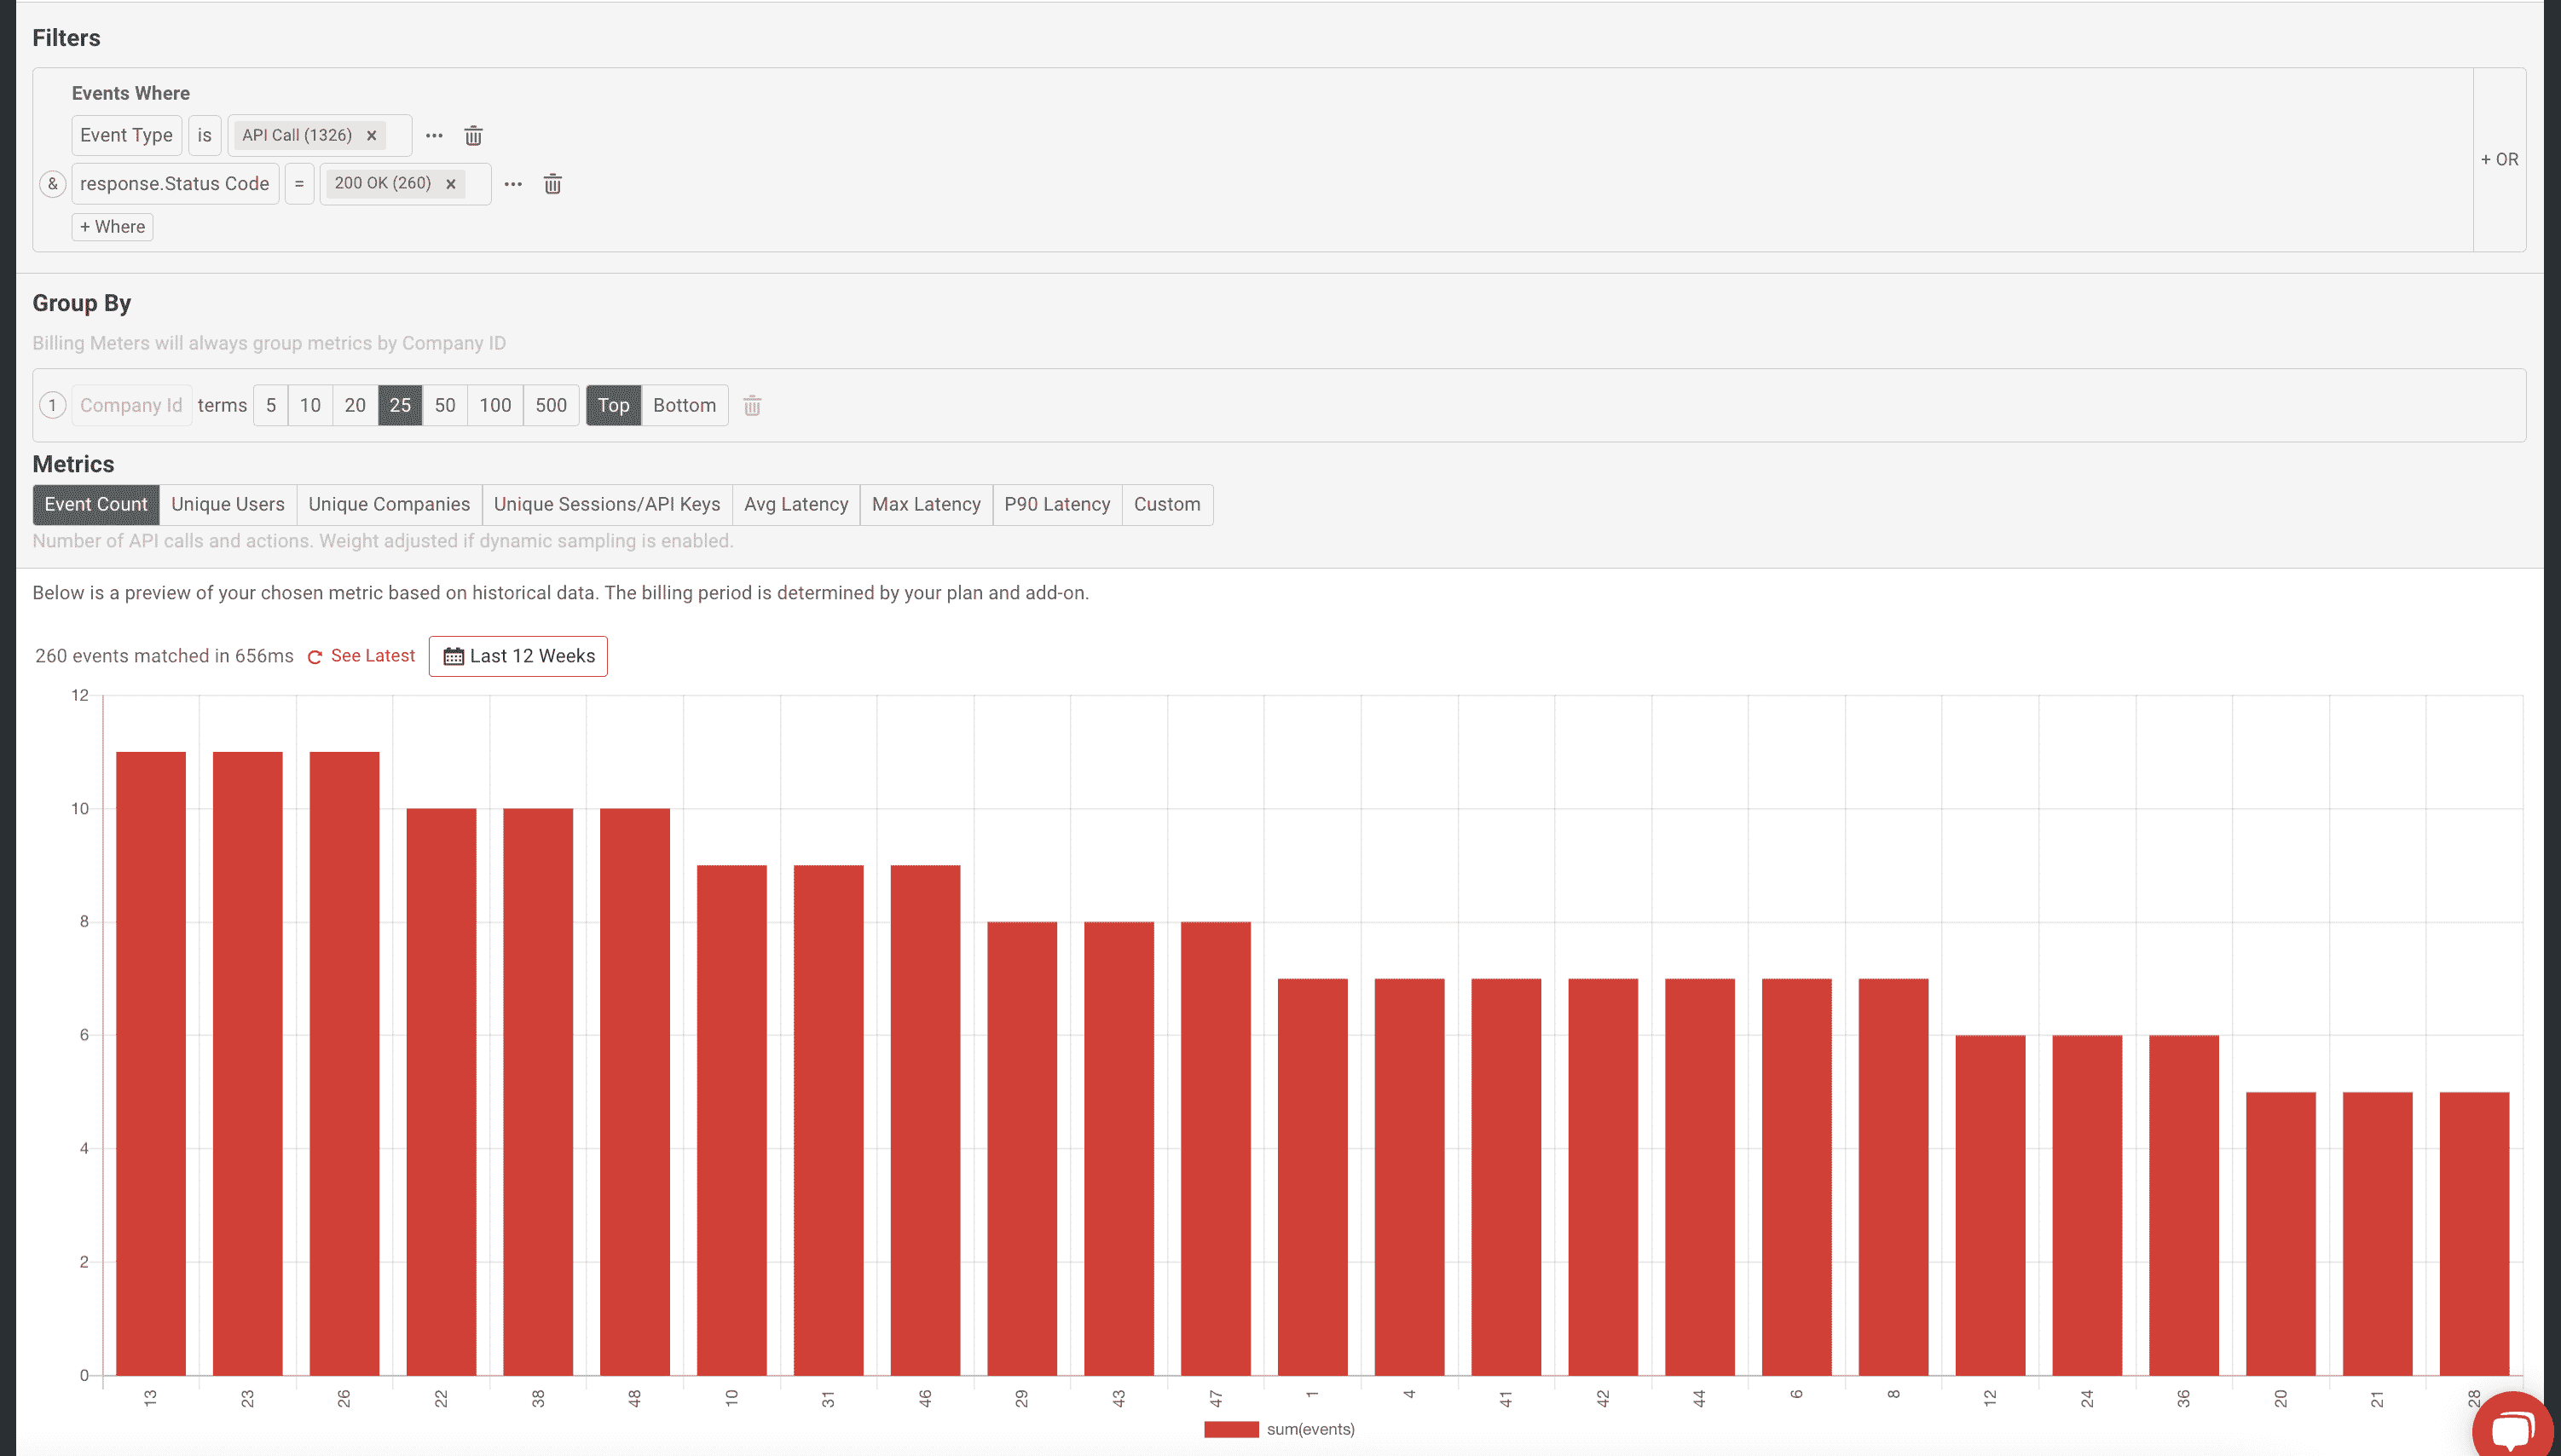 Filters
Events Where
Event Type is API Call (1326) × ••• 
& response.Status Code = 200 OK (260) × •••
+ Where
+ OR
Group By
Billing Meters will always group metrics by Company ID
1 Company Id terms 5 10 20 25 50 100 500 Top Bottom
Metrics
Event Count Unique Users Unique Companies Unique Sessions/API Keys Avg Latency Max Latency P90 Latency Custom
Number of API calls and actions. Weight adjusted if dynamic sampling is enabled.
Below is a preview of your chosen metric based on historical data. The billing period is determined by your plan and add-on.
260 events matched in 656ms See Latest Last 12 Weeks
12
10
8
6
4
2
0
13 23 26 22 38 48 10 31 46 29 43 47 1 4 41 42 44 6 8 12 24 36 20 21 28
sum(events)